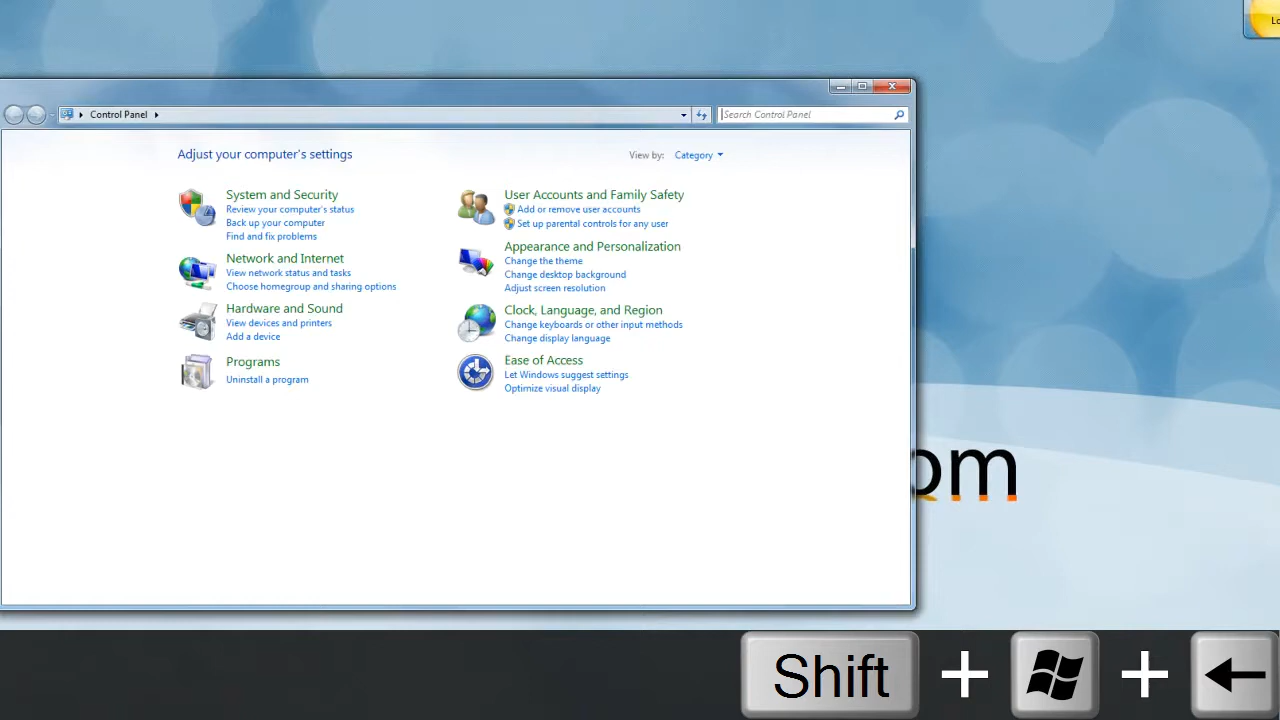 Lo
Control Panel
Search Control Panel
Adjust your computer's settings
View by: Category
System and Security
Review your computer's status
Back up your computer
Find and fix problems
Network and Internet
View network status and tasks
Choose homegroup and sharing options
Hardware and Sound
View devices and printers
Add a device
Programs
Uninstall a program
User Accounts and Family Safety
Add or remove user accounts
Set up parental controls for any user
Appearance and Personalization
Change the theme
Change desktop background
Adjust screen resolution
Clock, Language, and Region
Change keyboards or other input methods
Change display language
Ease of Access
Let Windows suggest settings
Optimize visual display
om
Shift + +